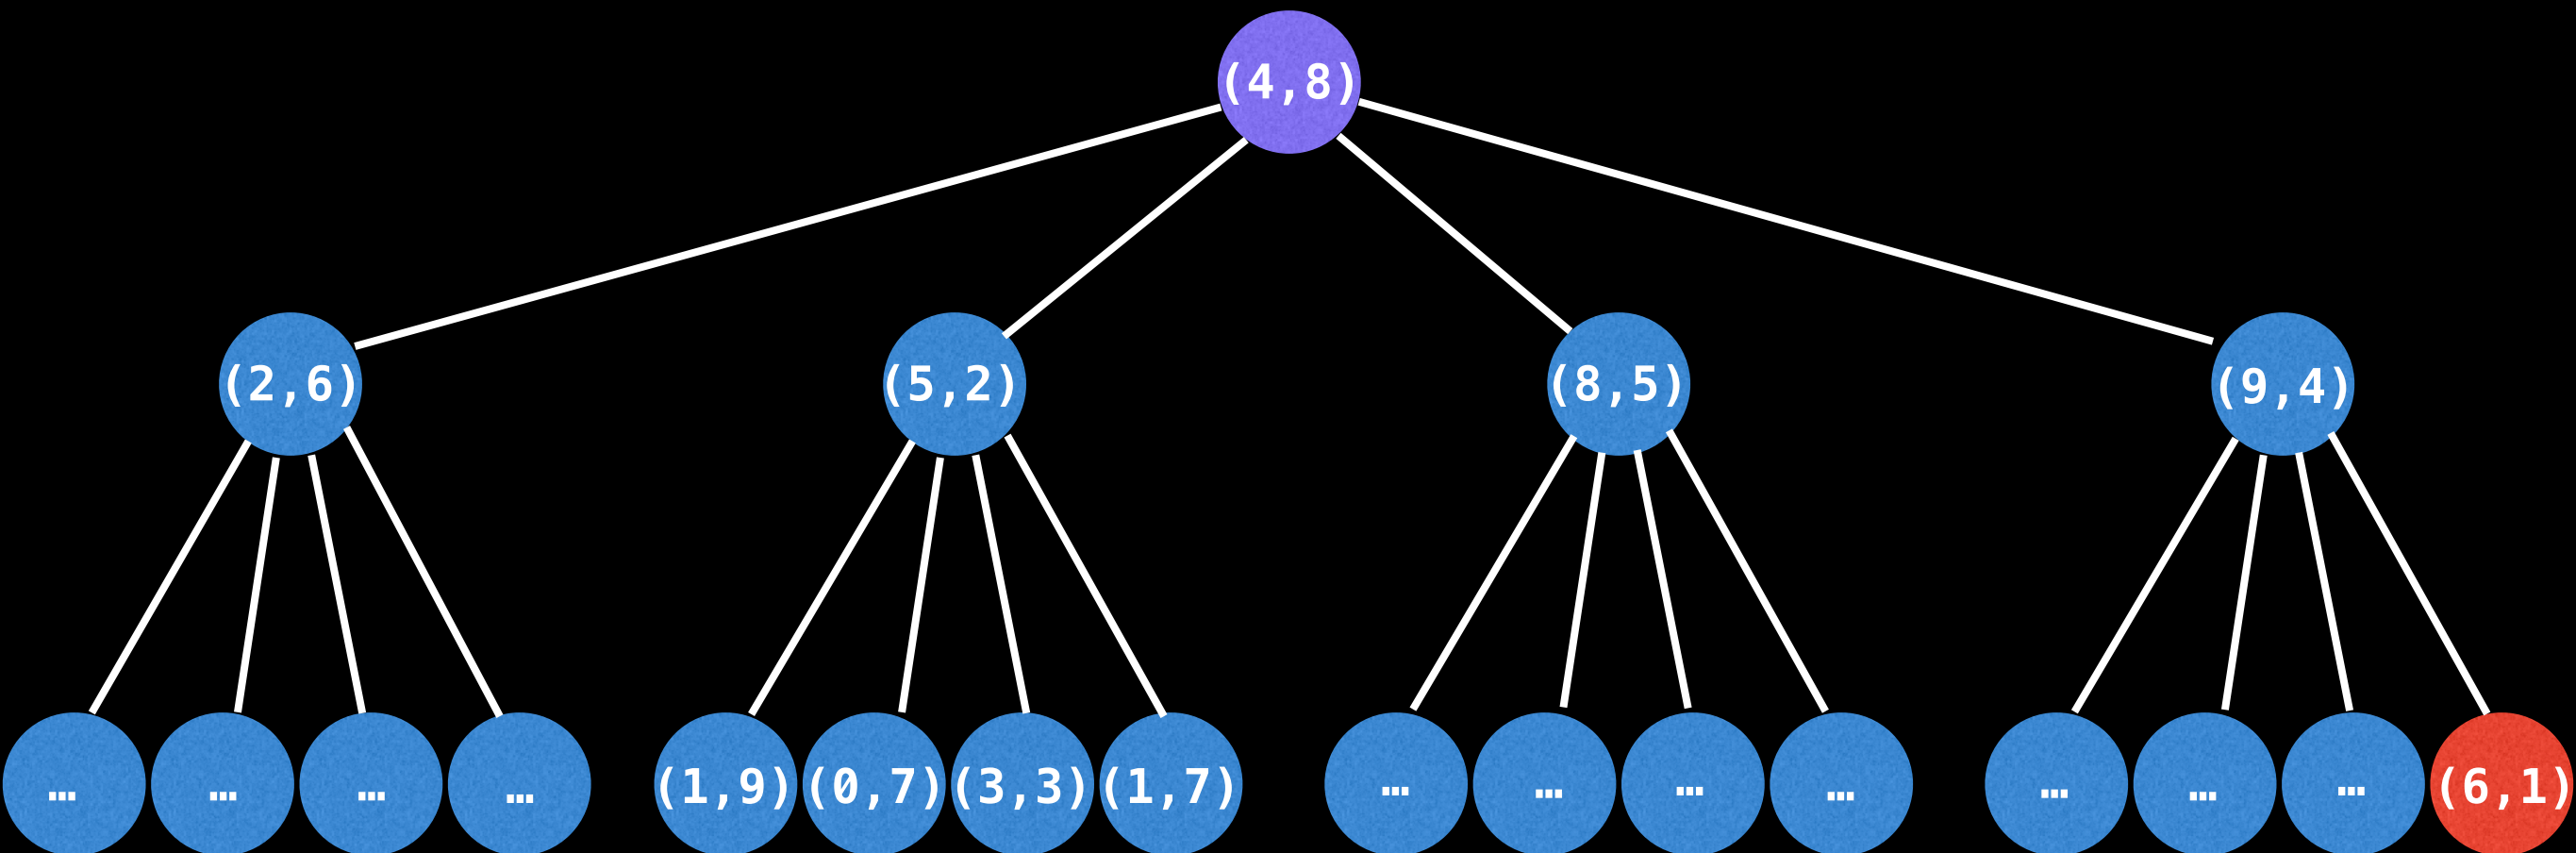 (4,8)
(2,6) (5,2) (8,5) (9,4)
… … … … (1,9) (0,7) (3,3) (1,7) … … … … … … … (6,1)